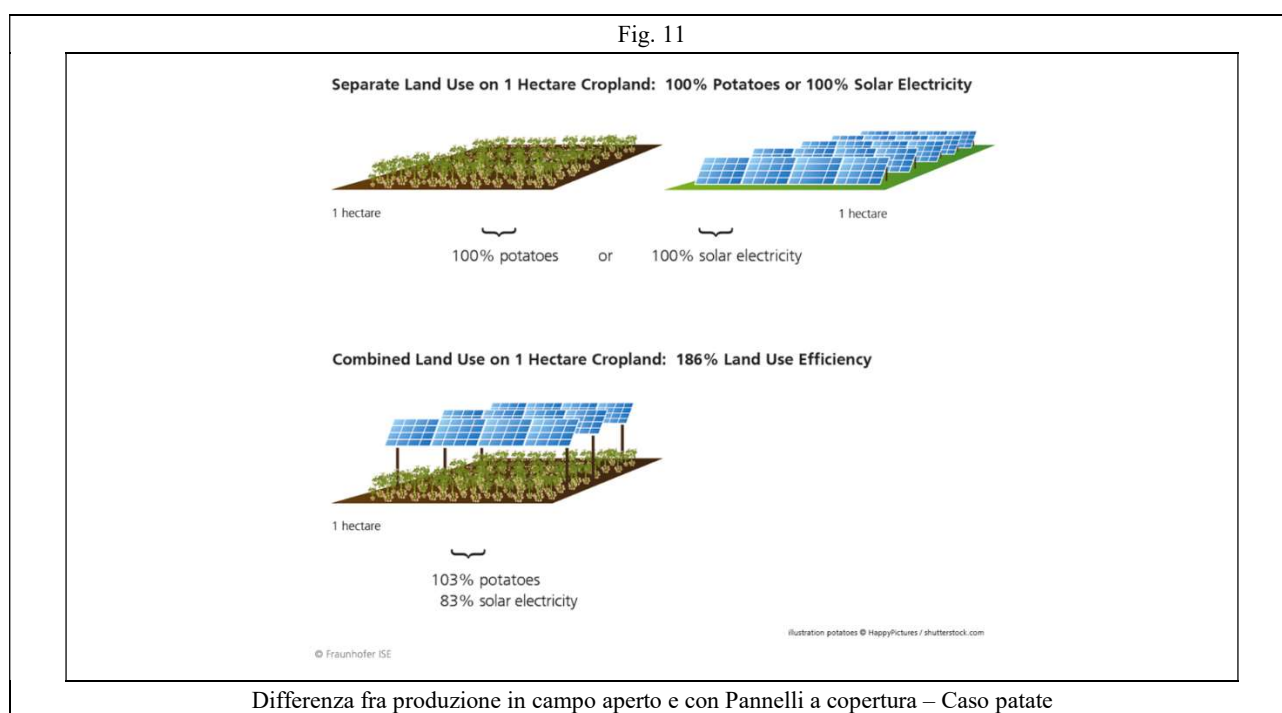 Fig. 11
Separate Land Use on 1 Hectare Cropland: 100% Potatoes or 100% Solar Electricity
1 hectare
1 hectare
100% potatoes or 100% solar electricity
Combined Land Use on 1 Hectare Cropland: 186% Land Use Efficiency
1 hectare
103% potatoes
83% solar electricity
illustration potatoes © HappyPictures / shutterstock.com
© Fraunhofer ISE
Differenza fra produzione in campo aperto e con Pannelli a copertura – Caso patate